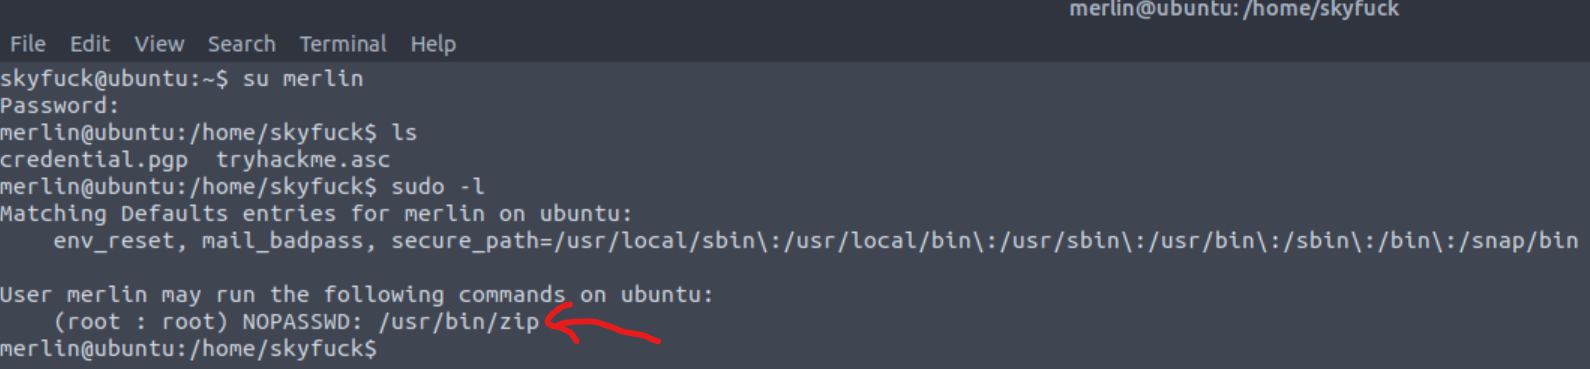 merlin@ubuntu: /home/skyfuck
File Edit View Search Terminal Help
skyfuck@ubuntu:~$ su merlin
Password:
merlin@ubuntu:/home/skyfuck$ ls
credential.pgp  tryhackme.asc
merlin@ubuntu:/home/skyfuck$ sudo -l
Matching Defaults entries for merlin on ubuntu:
    env_reset, mail_badpass, secure_path=/usr/local/sbin\:/usr/local/bin\:/usr/sbin\:/usr/bin\:/sbin\:/bin\:/snap/bin
User merlin may run the following commands on ubuntu:
    (root : root) NOPASSWD: /usr/bin/zip
merlin@ubuntu:/home/skyfuck$